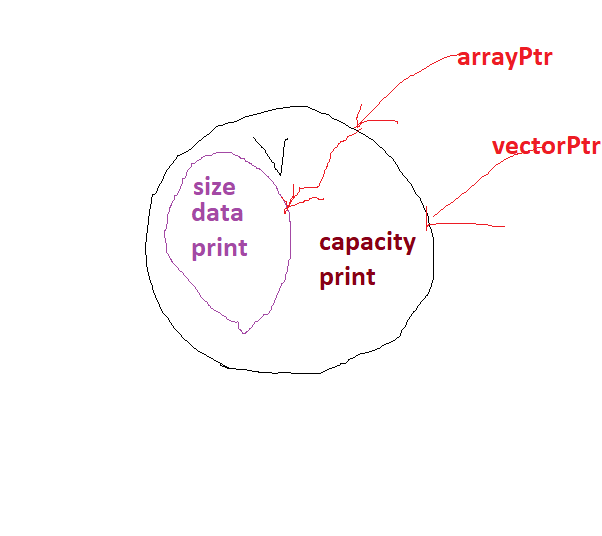 arrayPtr
vectorPtr
size
data
print
capacity
print